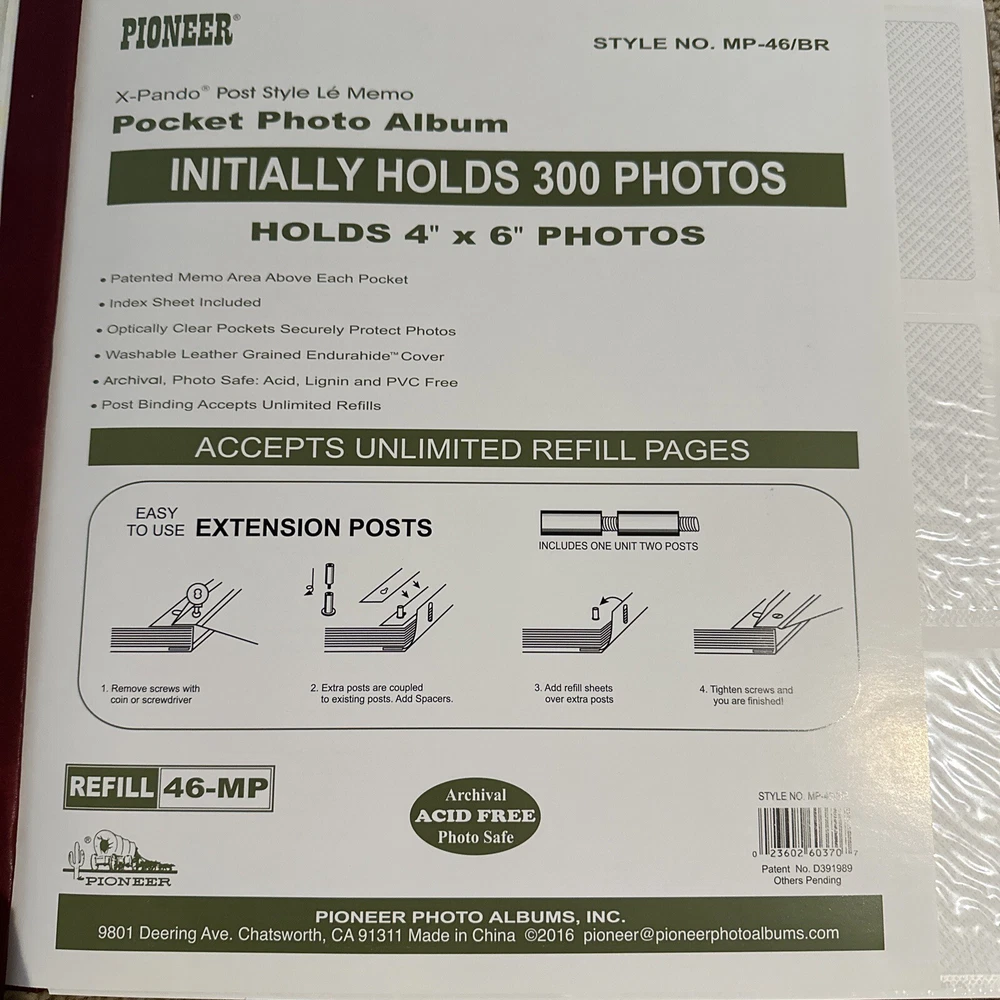 PIONEER®
STYLE NO. MP-46/BR
X-Pando® Post Style Lé Memo
Pocket Photo Album
INITIALLY HOLDS 300 PHOTOS
HOLDS 4" x 6" PHOTOS
• Patented Memo Area Above Each Pocket
• Index Sheet Included
• Optically Clear Pockets Securely Protect Photos
• Washable Leather Grained Endurahide™ Cover
• Archival, Photo Safe: Acid, Lignin and PVC Free
• Post Binding Accepts Unlimited Refills
ACCEPTS UNLIMITED REFILL PAGES
EASY
TO USE EXTENSION POSTS
INCLUDES ONE UNIT TWO POSTS
1. Remove screws with
coin or screwdriver
2. Extra posts are coupled
to existing posts. Add Spacers.
3. Add refill sheets
over extra posts
4. Tighten screws and
you are finished!
REFILL 46-MP
® PIONEER
Archival
ACID FREE
Photo Safe
STYLE NO.
0 23602 60370 7
Patent No. D391989
Others Pending
PIONEER PHOTO ALBUMS, INC.
9801 Deering Ave. Chatsworth, CA 91311 Made in China ©2016 pioneer@pioneerphotoalbums.com